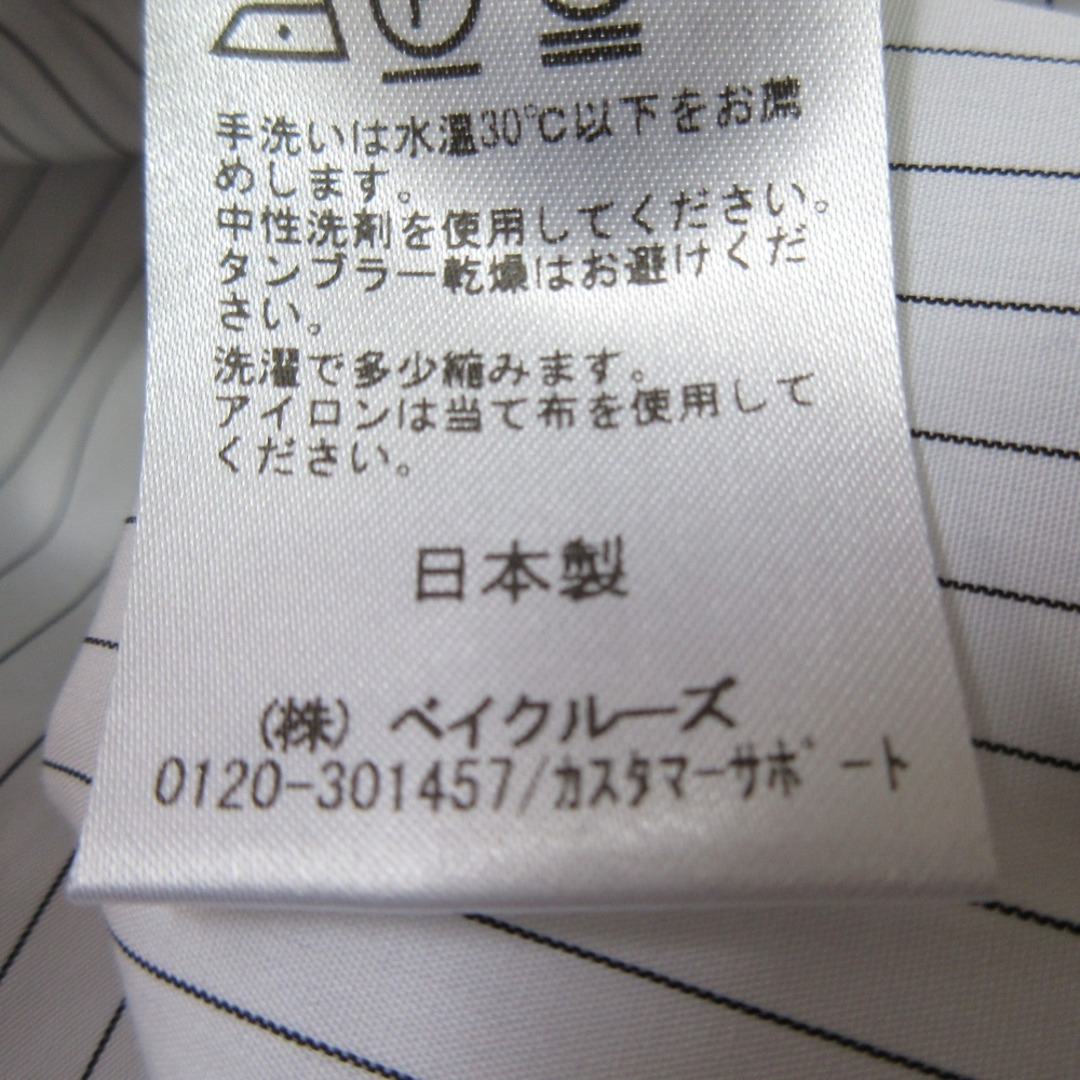 手洗いは水温30℃以下をお薦
めします。
中性洗剤を使用してください。
タンブラー乾燥はお避けくだ
さい。
洗濯で多少縮みます。
アイロンは当て布を使用して
ください。
日本製
(株) ベイクルーズ
0120-301457/カスタマーサポート